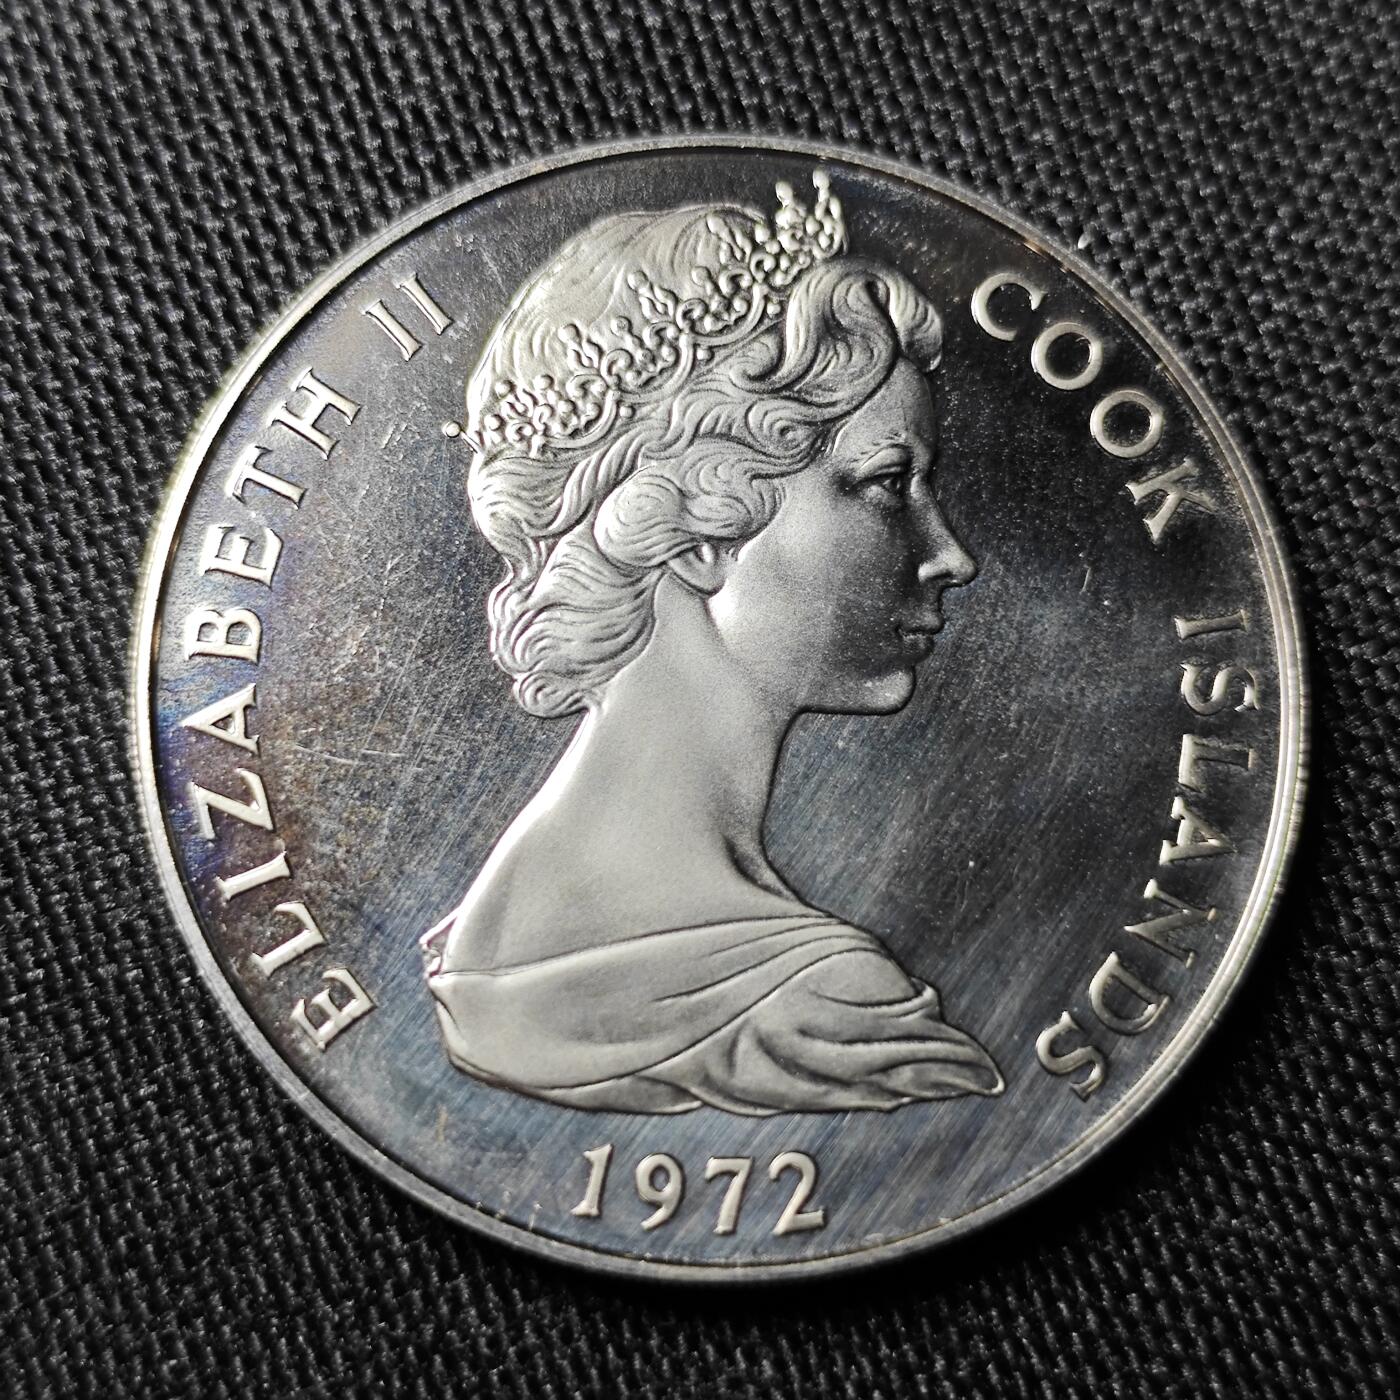 ELIZABETH II
COOK ISLANDS
1972